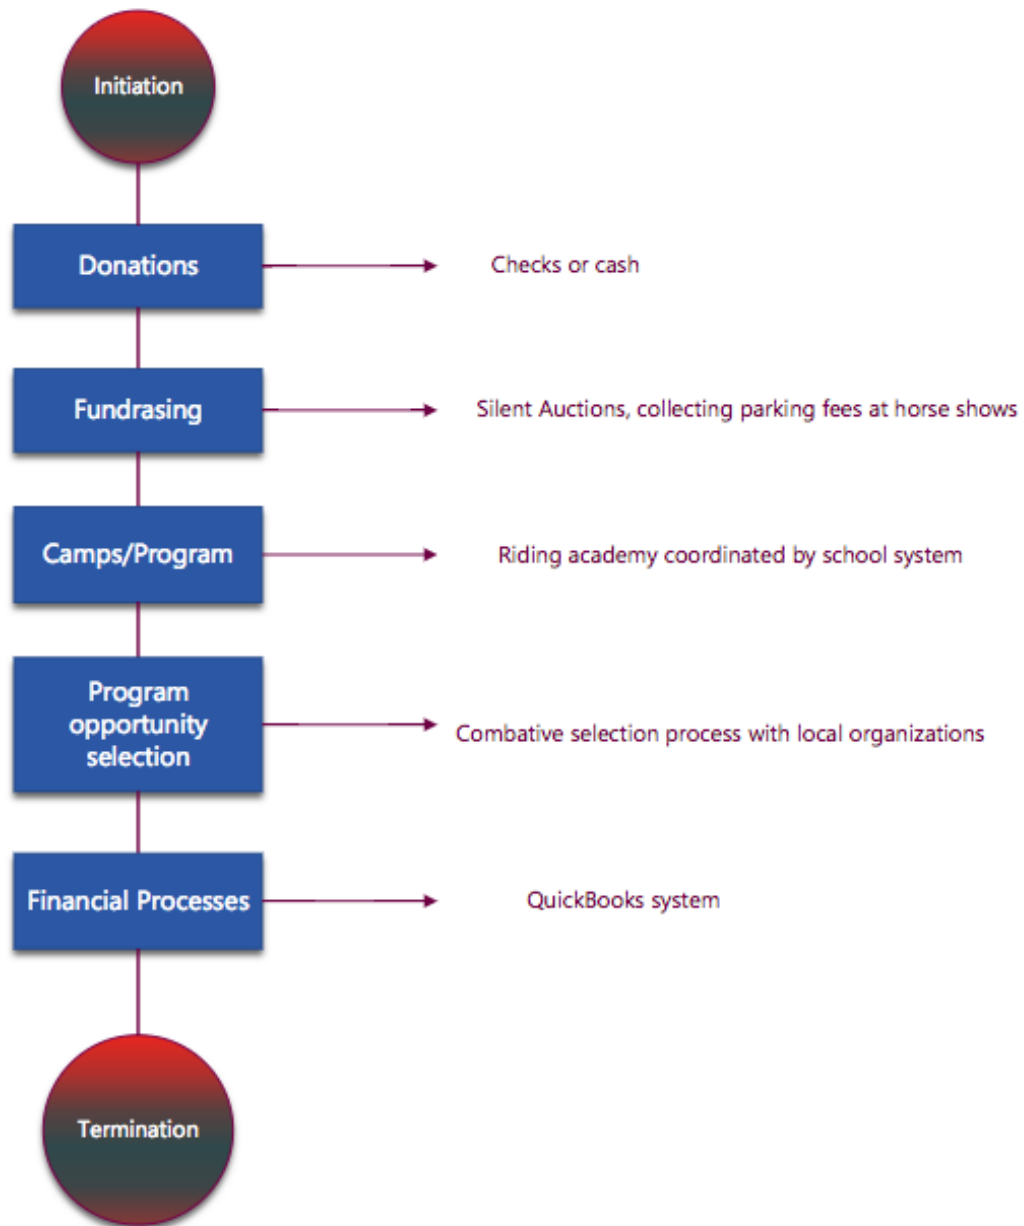 Initiation
Donations
Checks or cash
Fundrasing
Silent Auctions, collecting parking fees at horse shows
Camps/Program
Riding academy coordinated by school system
Program
opportunity
selection
Combative selection process with local organizations
Financial Processes
QuickBooks system
Termination